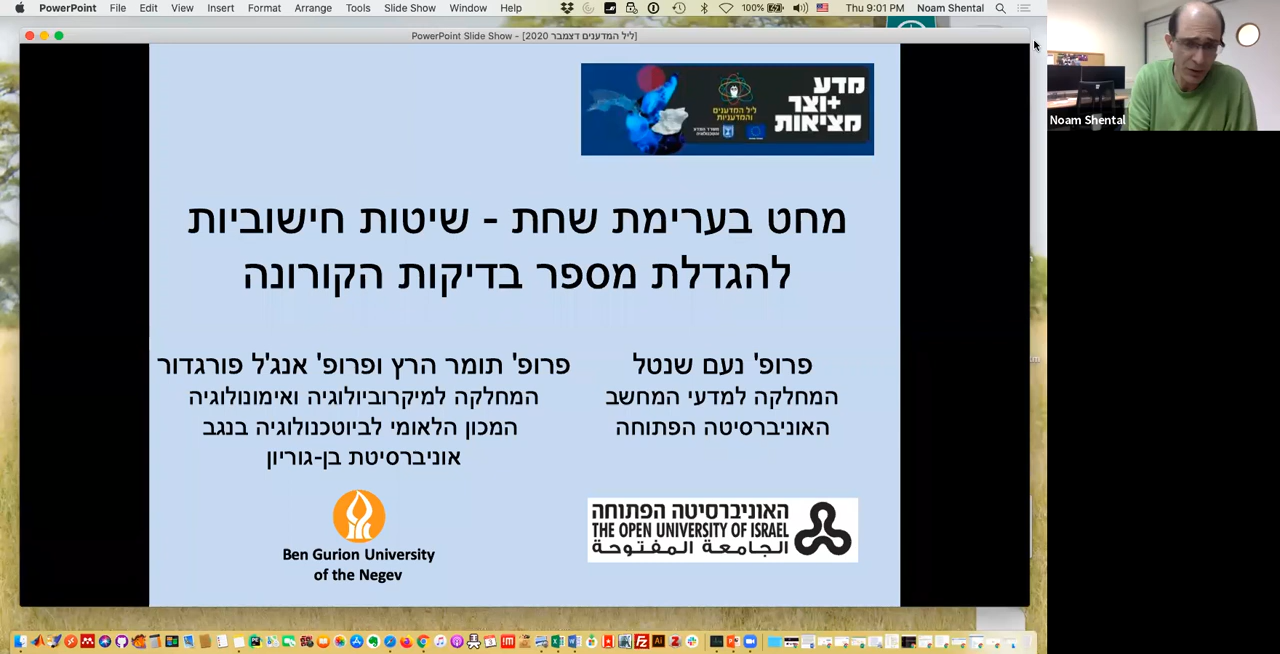 PowerPoint File Edit View Insert Format Arrange Tools Slide Show Window Help 100% Thu 9:01 PM Noam Shental
PowerPoint Slide Show - [ליל המדענים דצמבר 2020]
מדע
+וצר
מציאות
ליל המדענים
והמדעניות
מחט בערימת שחת - שיטות חישוביות
להגדלת מספר בדיקות הקורונה
פרופ' נעם שנטל
המחלקה למדעי המחשב
האוניברסיטה הפתוחה
פרופ' תומר הרץ ופרופ' אנג'ל פורגדור
המחלקה למיקרוביולוגיה ואימונולוגיה
המכון הלאומי לביוטכנולוגיה בנגב
אוניברסיטת בן-גוריון
האוניברסיטה הפתוחה
THE OPEN UNIVERSITY OF ISRAEL
الجامعة المفتوحة
Ben Gurion University
of the Negev
Noam Shental